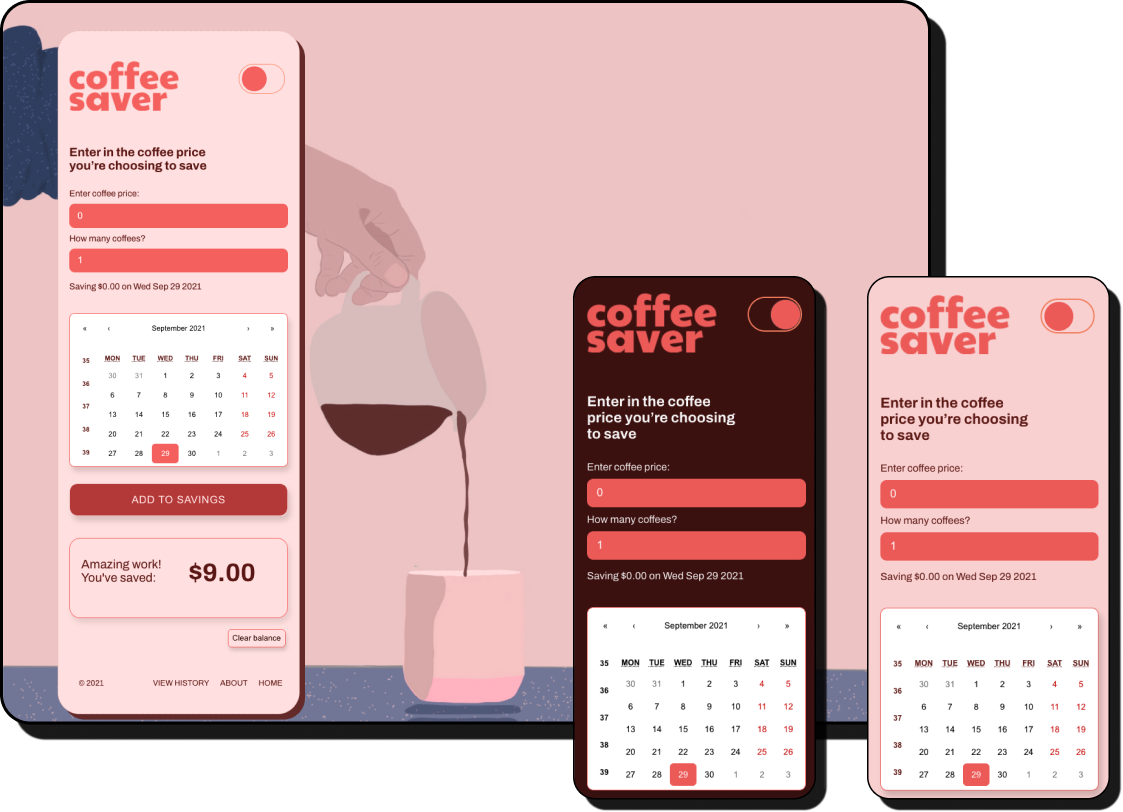 coffee
saver
Enter in the coffee price
you're choosing to save
Enter coffee price:
0
How many coffees?
1
Saving $0.00 on Wed Sep 29 2021
« ‹ September 2021 › »
MON TUE WED THU FRI SAT SUN
35 30 31 1 2 3 4 5
36 6 7 8 9 10 11 12
37 13 14 15 16 17 18 19
38 20 21 22 23 24 25 26
39 27 28 29 30 1 2 3
ADD TO SAVINGS
Amazing work!
You've saved: $9.00
Clear balance
© 2021 VIEW HISTORY ABOUT HOME
coffee
saver
Enter in the coffee
price you're choosing
to save
Enter coffee price:
0
How many coffees?
1
Saving $0.00 on Wed Sep 29 2021
« ‹ September 2021 › »
MON TUE WED THU FRI SAT SUN
35 30 31 1 2 3 4 5
36 6 7 8 9 10 11 12
37 13 14 15 16 17 18 19
38 20 21 22 23 24 25 26
39 27 28 29 30 1 2 3
coffee
saver
Enter in the coffee
price you're choosing
to save
Enter coffee price:
0
How many coffees?
1
Saving $0.00 on Wed Sep 29 2021
« ‹ September 2021 › »
MON TUE WED THU FRI SAT SUN
35 30 31 1 2 3 4 5
36 6 7 8 9 10 11 12
37 13 14 15 16 17 18 19
38 20 21 22 23 24 25 26
39 27 28 29 30 1 2 3